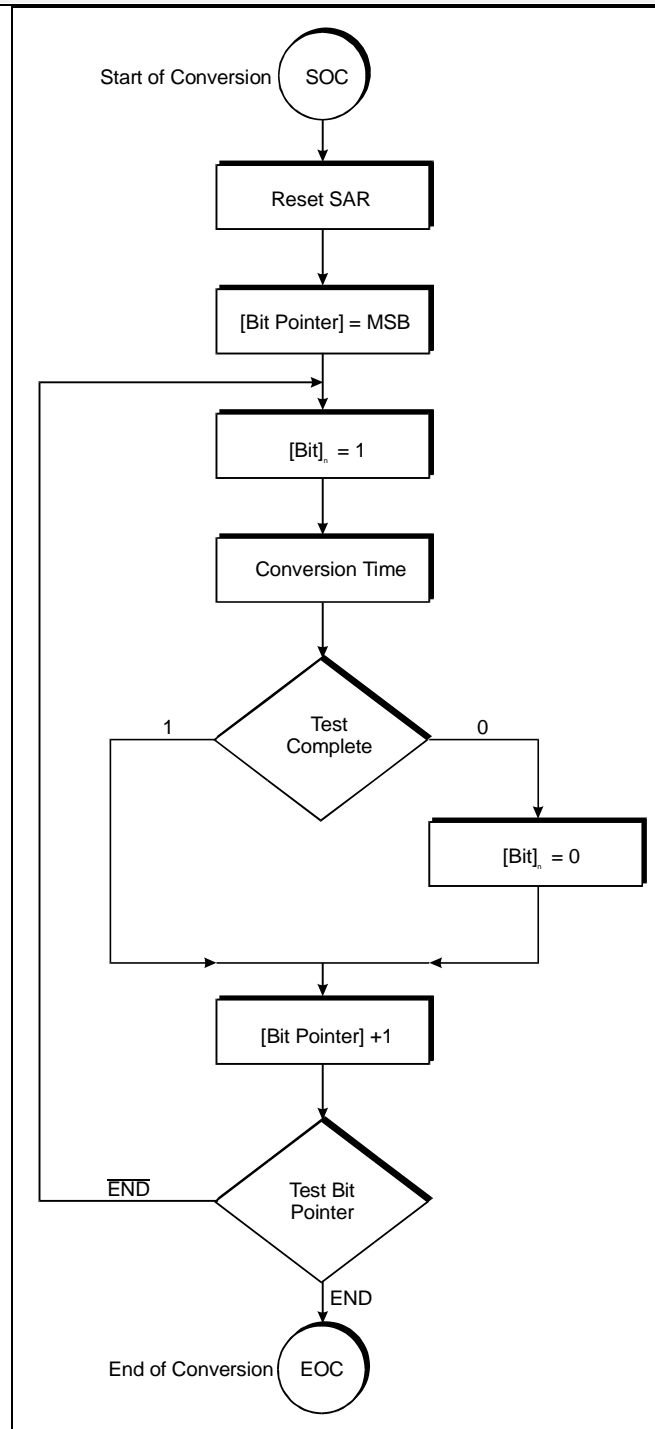 Start of Conversion
SOC
Reset SAR
[Bit Pointer] = MSB
[Bit]n = 1
Conversion Time
Test
Complete
1
0
[Bit]n = 0
[Bit Pointer] +1
END
Test Bit
Pointer
END
End of Conversion
EOC